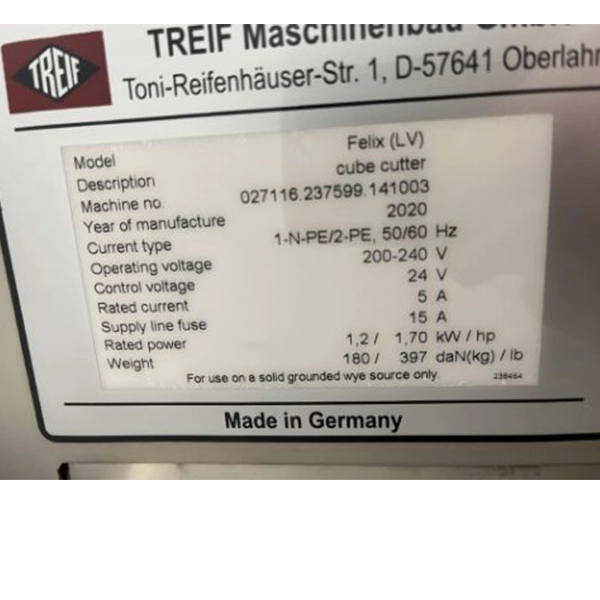 TREIF
TREIF Maschinenbau
Toni-Reifenhäuser-Str. 1, D-57641 Oberlahr
Model Felix (LV)
Description cube cutter
Machine no. 027116.237599.141003
Year of manufacture 2020
Current type 1-N-PE/2-PE, 50/60 Hz
Operating voltage 200-240 V
Control voltage 24 V
Rated current 5 A
Supply line fuse 15 A
Rated power 1,2 / 1,70 kW / hp
Weight 180 / 397 daN(kg) / lb
For use on a solid grounded wye source only. 238464
Made in Germany